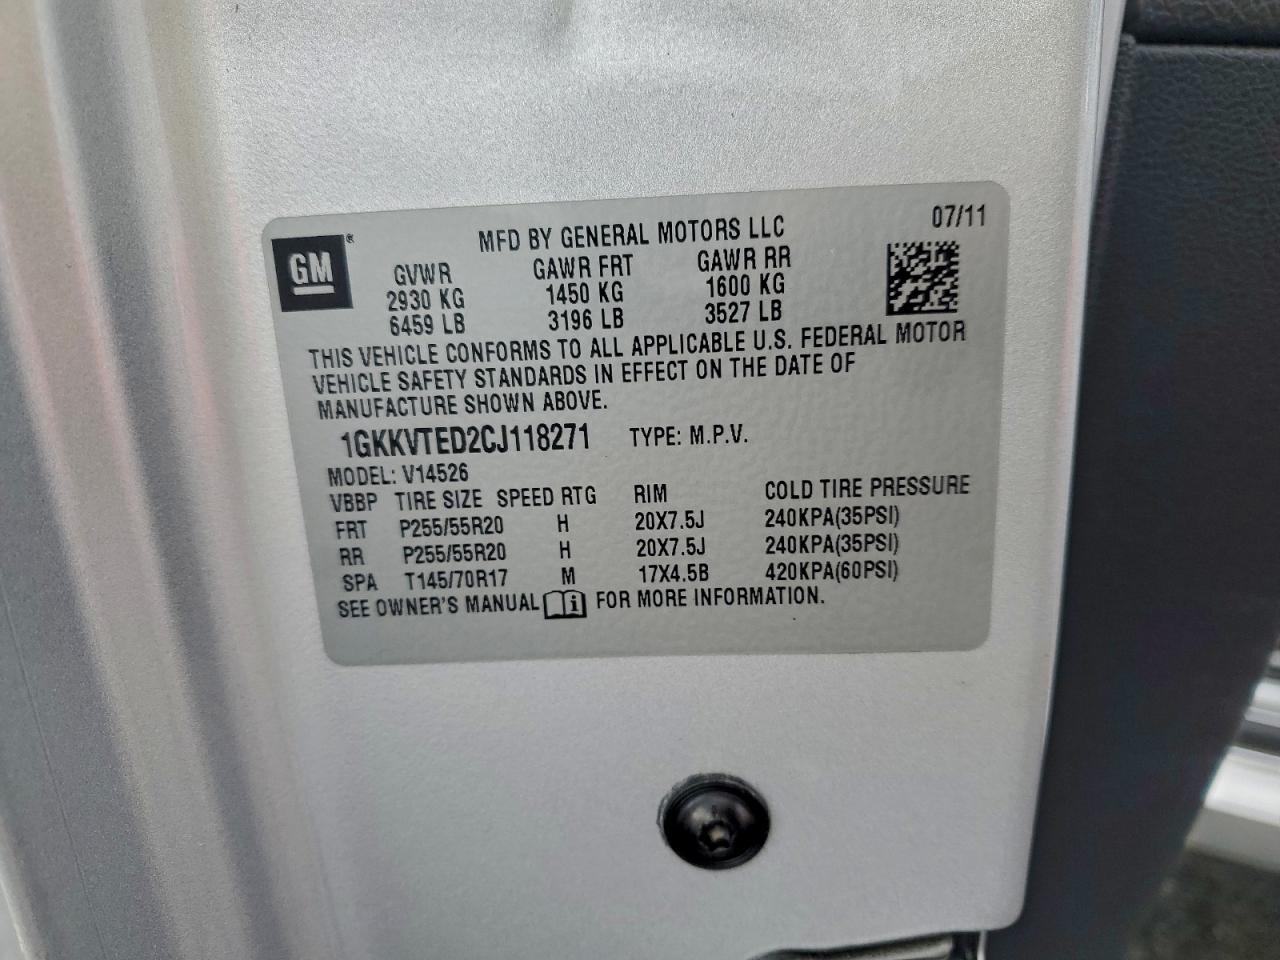 07/11
GM®
MFD BY GENERAL MOTORS LLC
GVWR GAWR FRT GAWR RR
2930 KG 1450 KG 1600 KG
6459 LB 3196 LB 3527 LB
THIS VEHICLE CONFORMS TO ALL APPLICABLE U.S. FEDERAL MOTOR
VEHICLE SAFETY STANDARDS IN EFFECT ON THE DATE OF
MANUFACTURE SHOWN ABOVE.
1GKKVTED2CJ118271 TYPE: M.P.V.
MODEL: V14526
VBBP TIRE SIZE SPEED RTG RIM COLD TIRE PRESSURE
FRT P255/55R20 H 20X7.5J 240KPA(35PSI)
RR P255/55R20 H 20X7.5J 240KPA(35PSI)
SPA T145/70R17 M 17X4.5B 420KPA(60PSI)
SEE OWNER'S MANUAL i FOR MORE INFORMATION.